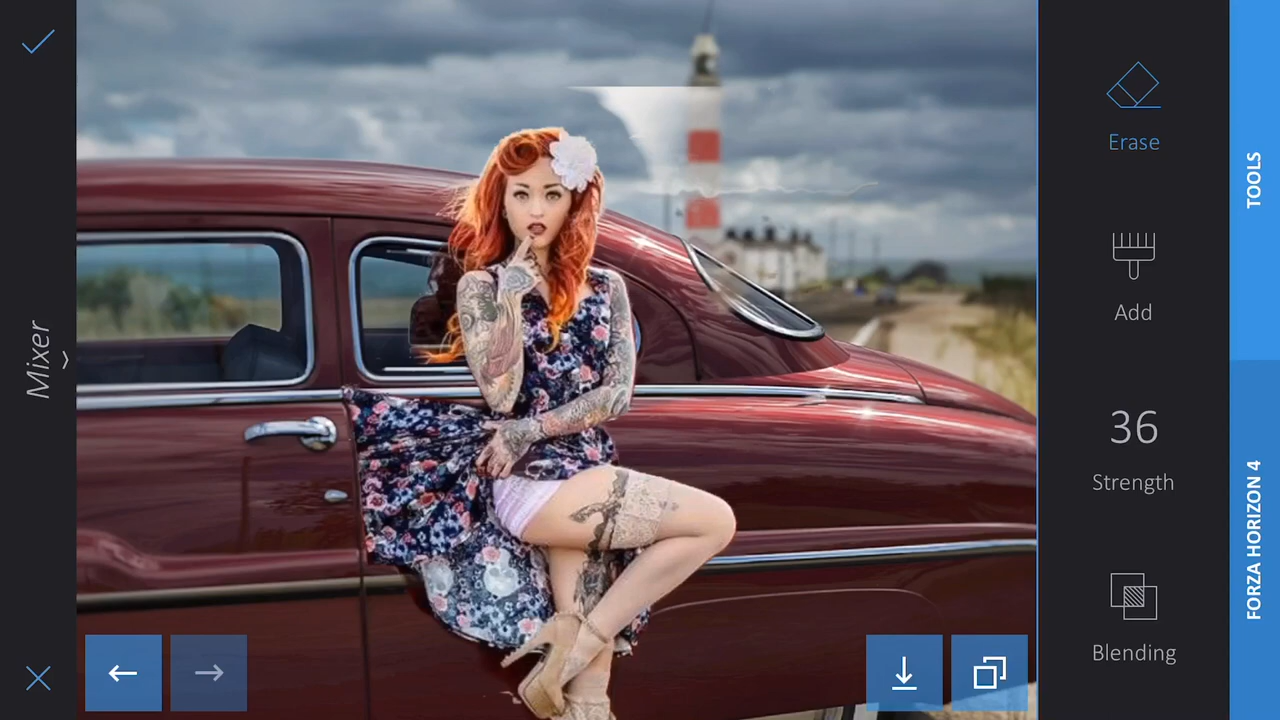 Mixer
Erase
Add
36
Strength
Blending
TOOLS
FORZA HORIZON 4